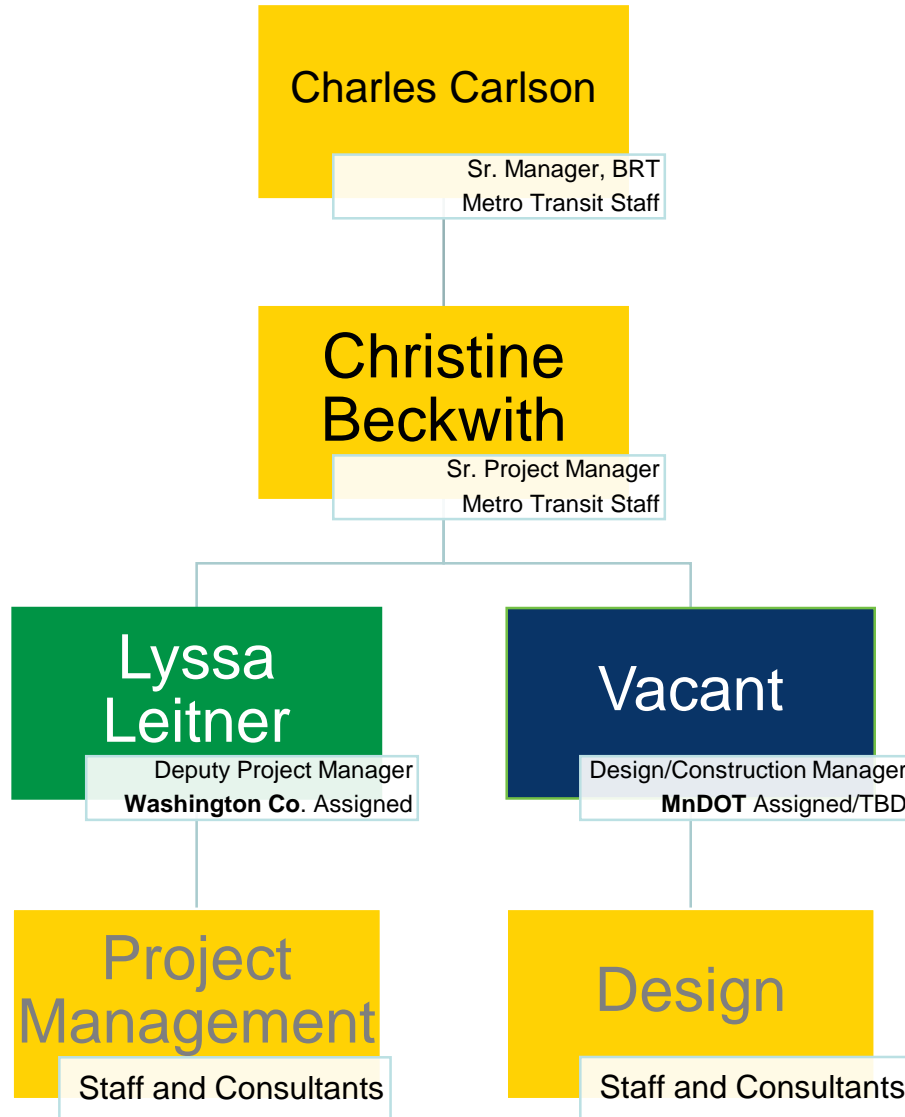 Charles Carlson
Sr. Manager, BRT
Metro Transit Staff
Christine
Beckwith
Sr. Project Manager
Metro Transit Staff
Lyssa
Leitner
Deputy Project Manager
Washington Co. Assigned
Vacant
Design/Construction Manager
MnDOT Assigned/TBD
Project
Management
Staff and Consultants
Design
Staff and Consultants